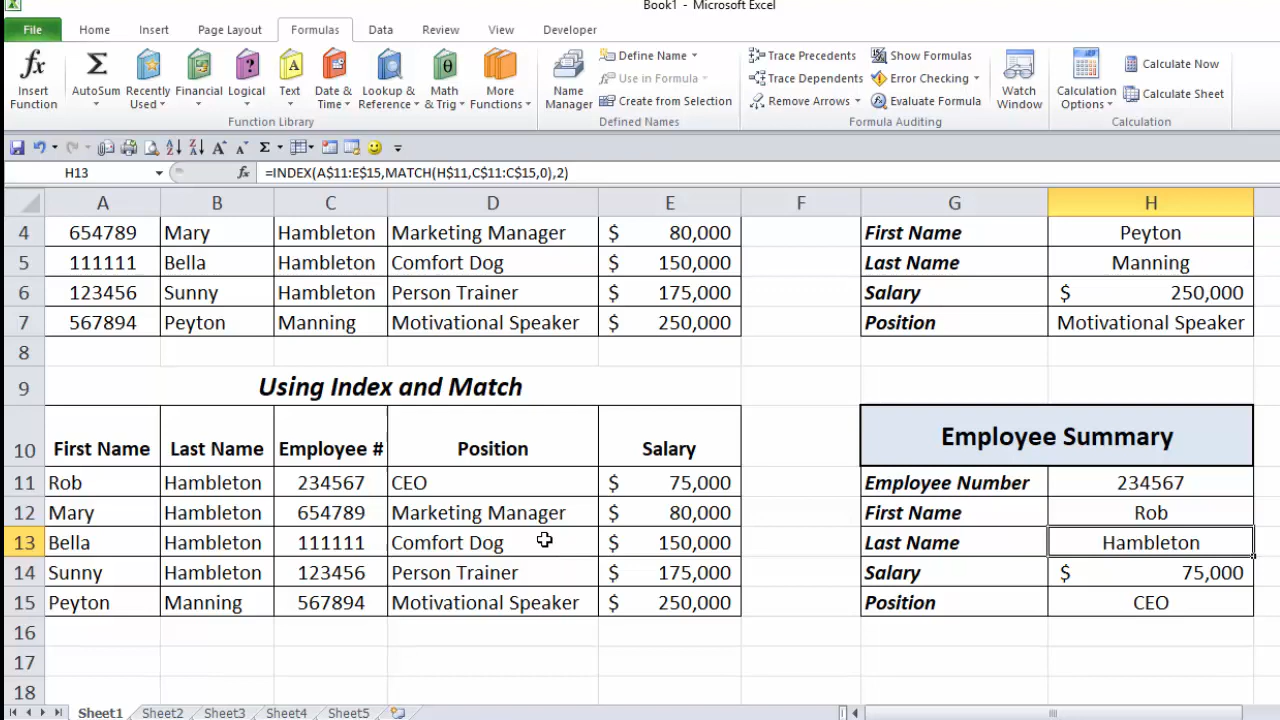 Book1 - Microsoft Excel
File Home Insert Page Layout Formulas Data Review View Developer
fx Insert Function
Σ AutoSum
Recently Used
Financial
Logical
A Text
Date & Time
Lookup & Reference
θ Math & Trig
More Functions
Function Library
Name Manager
Define Name
Use in Formula
Create from Selection
Defined Names
Trace Precedents
Trace Dependents
Remove Arrows
Show Formulas
Error Checking
Evaluate Formula
Formula Auditing
Watch Window
Calculation Options
Calculate Now
Calculate Sheet
Calculation
H13 fx =INDEX(A$11:E$15,MATCH(H$11,C$11:C$15,0),2)
A B C D E F G H
4 654789 Mary Hambleton Marketing Manager $ 80,000 First Name Peyton
5 111111 Bella Hambleton Comfort Dog $ 150,000 Last Name Manning
6 123456 Sunny Hambleton Person Trainer $ 175,000 Salary $ 250,000
7 567894 Peyton Manning Motivational Speaker $ 250,000 Position Motivational Speaker
8
9 Using Index and Match
10 First Name Last Name Employee # Position Salary Employee Summary
11 Rob Hambleton 234567 CEO $ 75,000 Employee Number 234567
12 Mary Hambleton 654789 Marketing Manager $ 80,000 First Name Rob
13 Bella Hambleton 111111 Comfort Dog $ 150,000 Last Name Hambleton
14 Sunny Hambleton 123456 Person Trainer $ 175,000 Salary $ 75,000
15 Peyton Manning 567894 Motivational Speaker $ 250,000 Position CEO
16
17
18
Sheet1 Sheet2 Sheet3 Sheet4 Sheet5